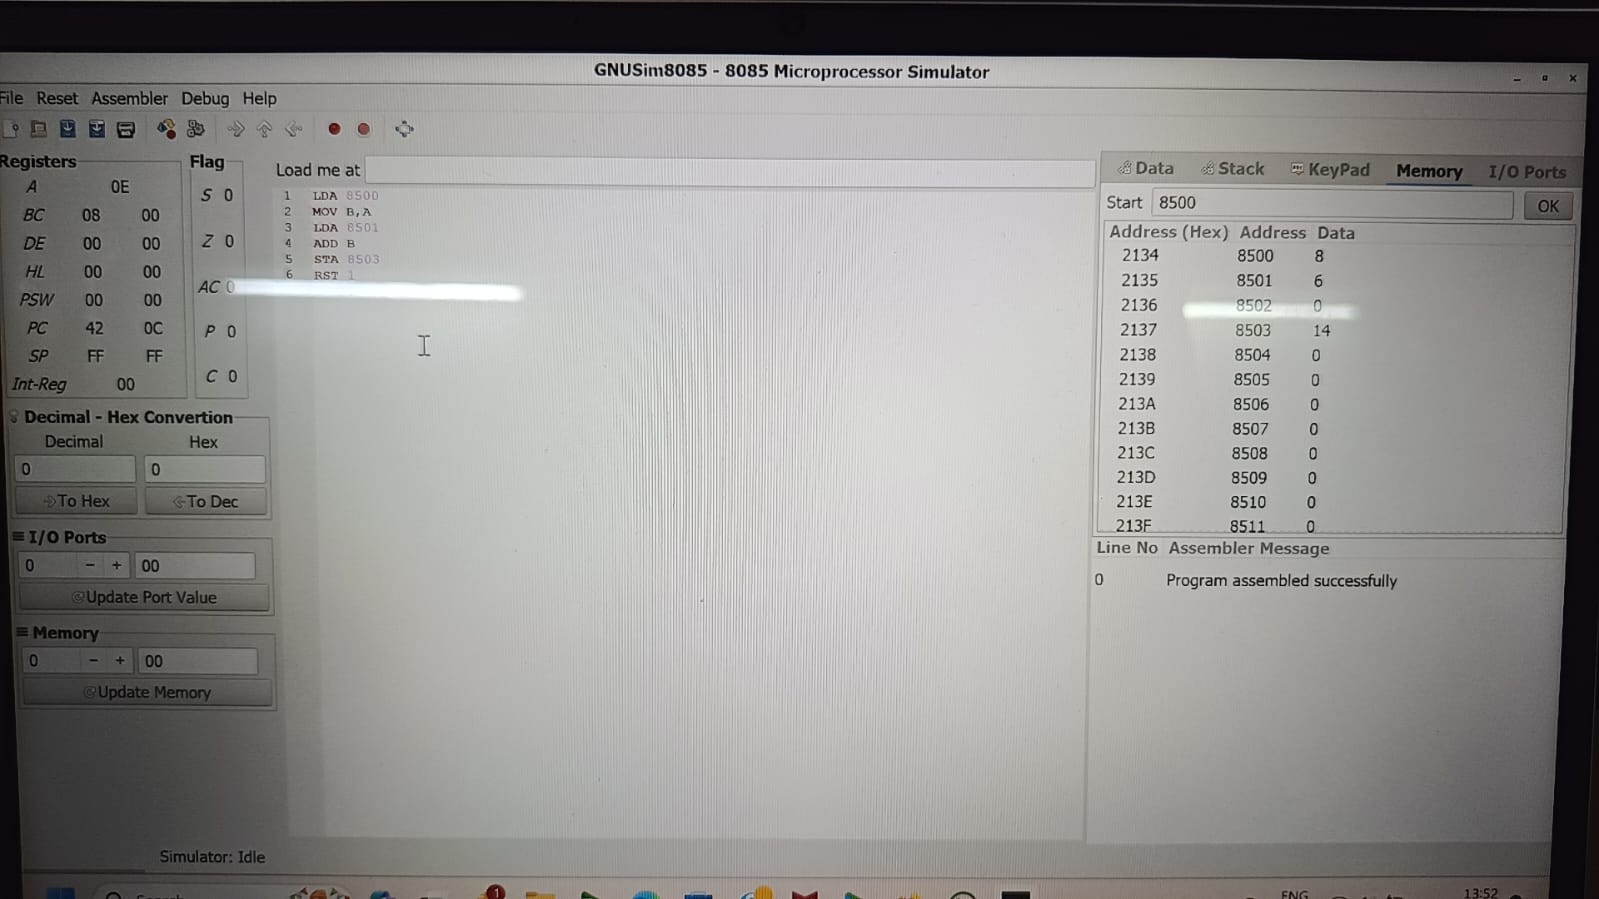 GNUSim8085 - 8085 Microprocessor Simulator
File Reset Assembler Debug Help
Registers
A 0E
BC 08 00
DE 00 00
HL 00 00
PSW 00 00
PC 42 0C
SP FF FF
Int-Reg 00
Flag
S 0
Z 0
AC 0
P 0
C 0
Decimal - Hex Convertion
Decimal Hex
0 0
To Hex To Dec
I/O Ports
0 - + 00
Update Port Value
Memory
0 - + 00
Update Memory
Load me at
1 LDA 8500
2 MOV B,A
3 LDA 8501
4 ADD B
5 STA 8503
6 RST 1
Data Stack KeyPad Memory I/O Ports
Start 8500 OK
Address (Hex) Address Data
2134 8500 8
2135 8501 6
2136 8502 0
2137 8503 14
2138 8504 0
2139 8505 0
213A 8506 0
213B 8507 0
213C 8508 0
213D 8509 0
213E 8510 0
213F 8511 0
Line No Assembler Message
0 Program assembled successfully
Simulator: Idle
1
ENG
13:52